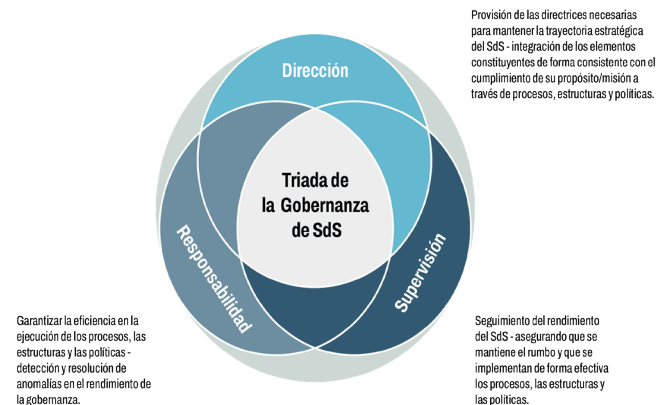 Provisión de las directrices necesarias
para mantener la trayectoria estratégica
del SdS - integración de los elementos
constituyentes de forma consistente con el
cumplimiento de su propósito/misión a
través de procesos, estructuras y políticas.
Dirección
Triada de
la Gobernanza
de SdS
Responsabilidad
Supervisión
Garantizar la eficiencia en la
ejecución de los procesos, las
estructuras y las políticas -
detección y resolución de
anomalías en el rendimiento de
la gobernanza.
Seguimiento del rendimiento
del SdS - asegurando que se
mantiene el rumbo y que se
implementan de forma efectiva
los procesos, las estructuras y
las políticas.